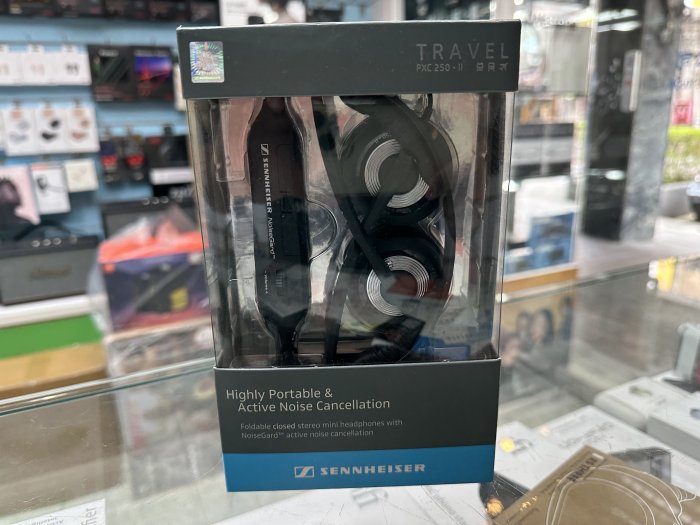 TRAVEL
PXC 250 - II
SENNHEISER
NoiseGard™
Highly Portable &
Active Noise Cancellation
Foldable closed stereo mini headphones with
NoiseGard™ active noise cancellation
SENNHEISER